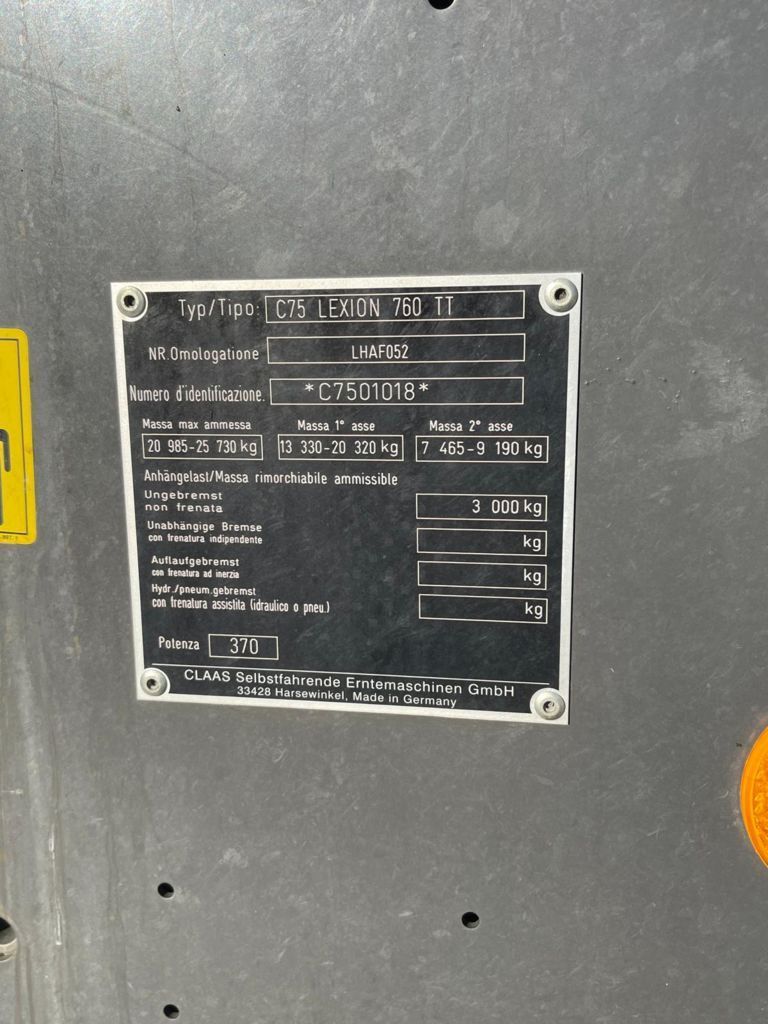 Typ/Tipo: C75 LEXION 760 TT
NR.Omologatione LHAF052
Numero d'identificazione. *C7501018*
Massa max ammessa Massa 1° asse Massa 2° asse
20 985-25 730 kg 13 330-20 320 kg 7 465-9 190 kg
Anhängelast/Massa rimorchiabile ammissible
Ungebremst
non frenata 3 000 kg
Unabhängige Bremse
con frenatura indipendente kg
Auflaufgebremst
con frenatura ad inerzia kg
Hydr./pneum.gebremst
con frenatura assistita (idraulico o pneu.) kg
Potenza 370
CLAAS Selbstfahrende Erntemaschinen GmbH
33428 Harsewinkel, Made in Germany